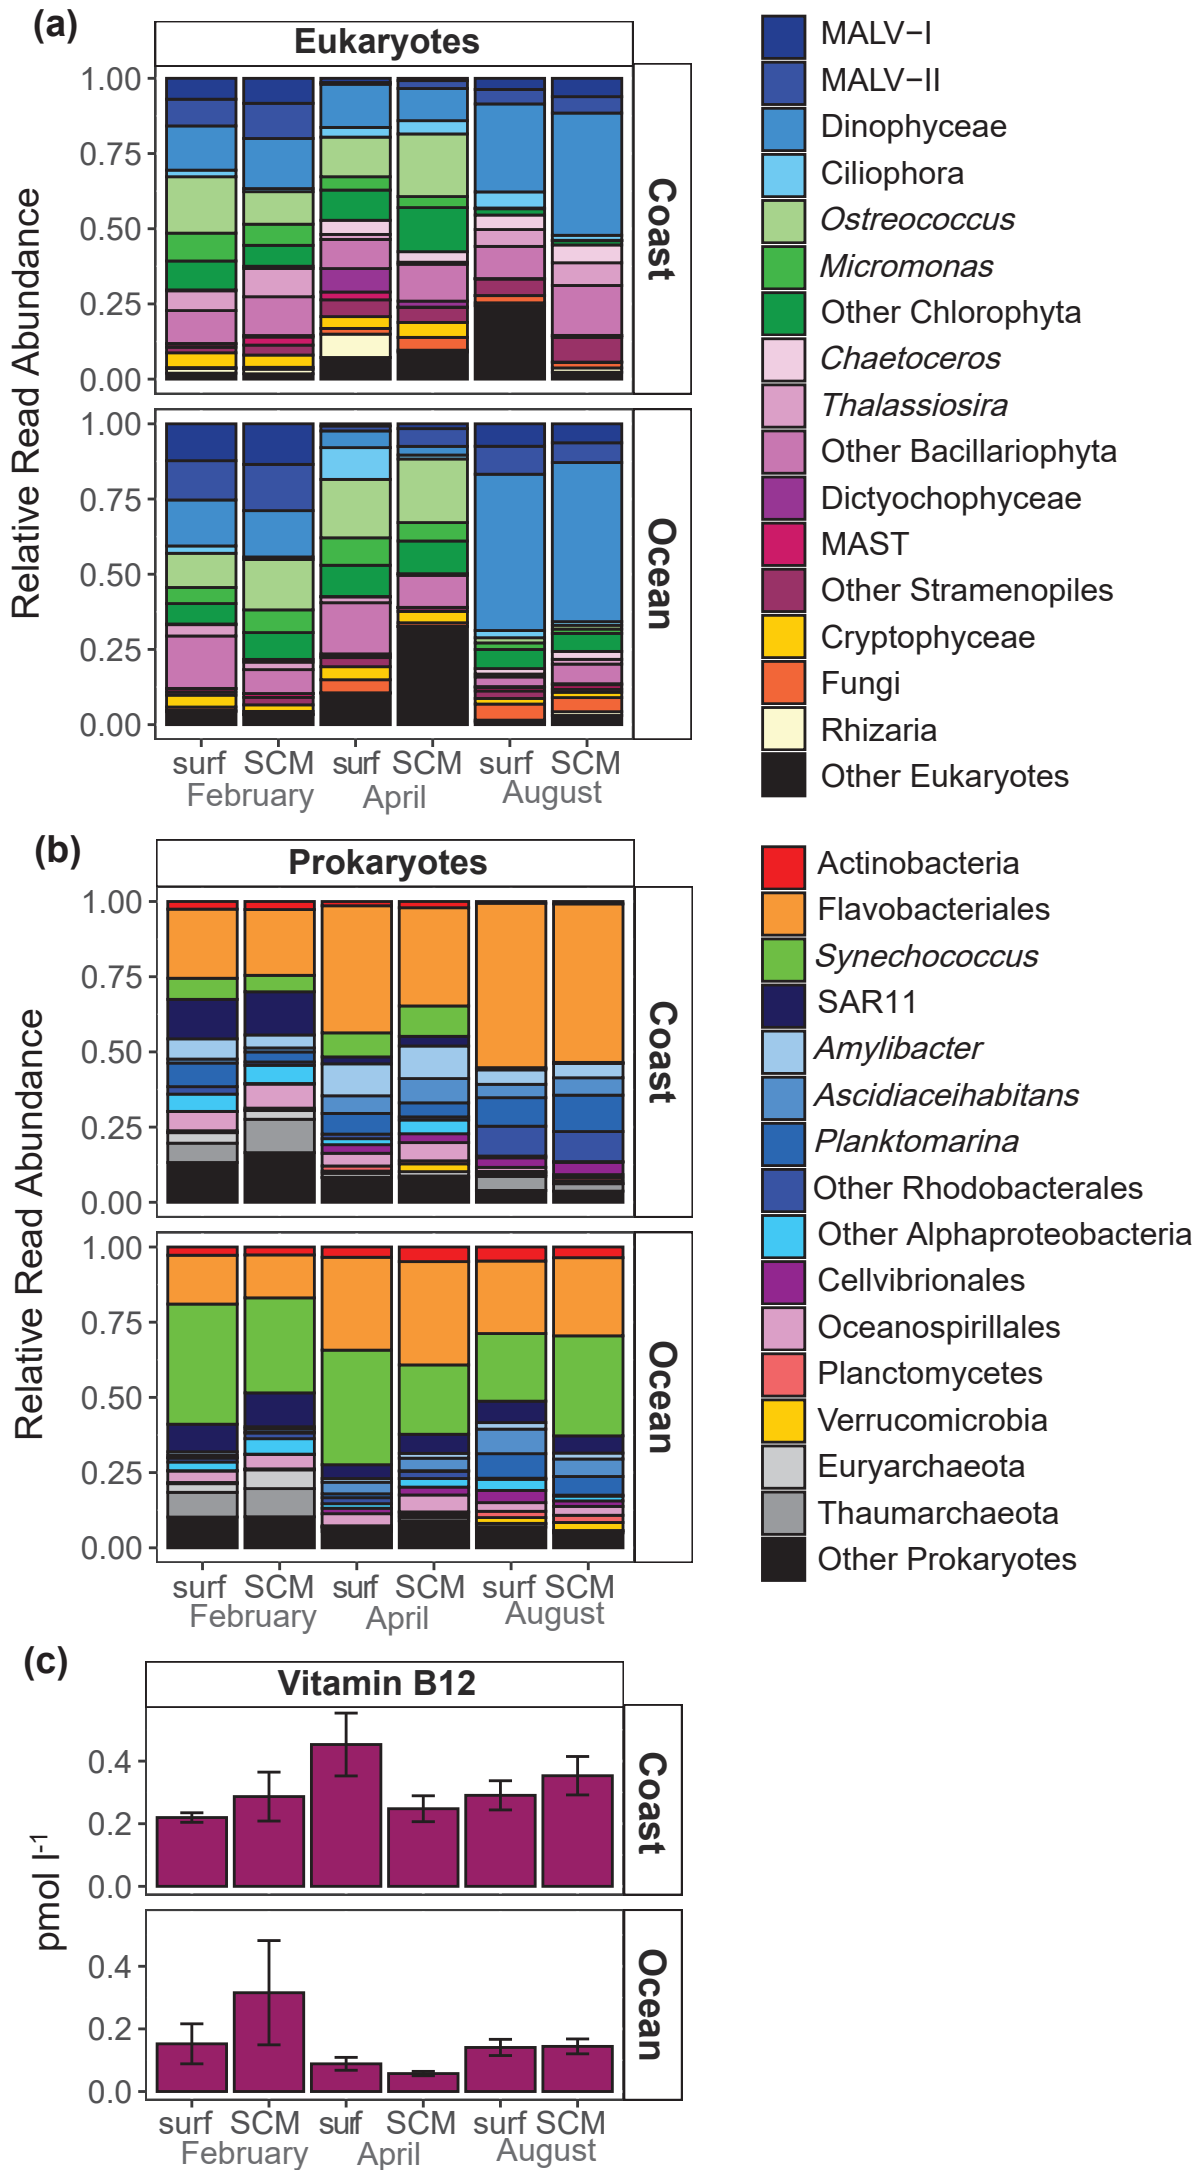 (a)
Eukaryotes
Relative Read Abundance
1.00
0.75
0.50
0.25
0.00
Coast
Relative Read Abundance
1.00
0.75
0.50
0.25
0.00
Ocean
surf SCM surf SCM surf SCM
February April August
MALV−I
MALV−II
Dinophyceae
Ciliophora
Ostreococcus
Micromonas
Other Chlorophyta
Chaetoceros
Thalassiosira
Other Bacillariophyta
Dictyochophyceae
MAST
Other Stramenopiles
Cryptophyceae
Fungi
Rhizaria
Other Eukaryotes
(b)
Prokaryotes
Relative Read Abundance
1.00
0.75
0.50
0.25
0.00
Coast
Relative Read Abundance
1.00
0.75
0.50
0.25
0.00
Ocean
surf SCM surf SCM surf SCM
February April August
Actinobacteria
Flavobacteriales
Synechococcus
SAR11
Amylibacter
Ascidiaceihabitans
Planktomarina
Other Rhodobacterales
Other Alphaproteobacteria
Cellvibrionales
Oceanospirillales
Planctomycetes
Verrucomicrobia
Euryarchaeota
Thaumarchaeota
Other Prokaryotes
(c)
Vitamin B12
pmol l-1
0.4
0.2
0.0
Coast
0.4
0.2
0.0
Ocean
surf SCM surf SCM surf SCM
February April August